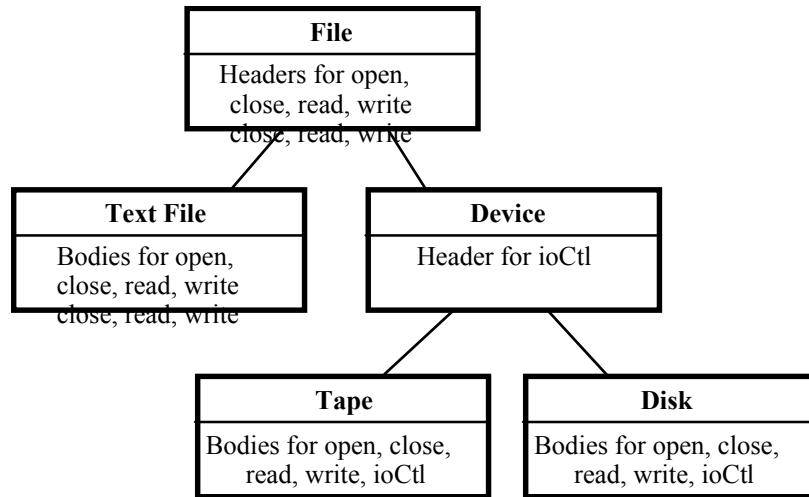 File
Headers for open,
close, read, write
close, read, write
Text File
Bodies for open,
close, read, write
close, read, write
Device
Header for ioCtl
Tape
Bodies for open, close,
read, write, ioCtl
Disk
Bodies for open, close,
read, write, ioCtl